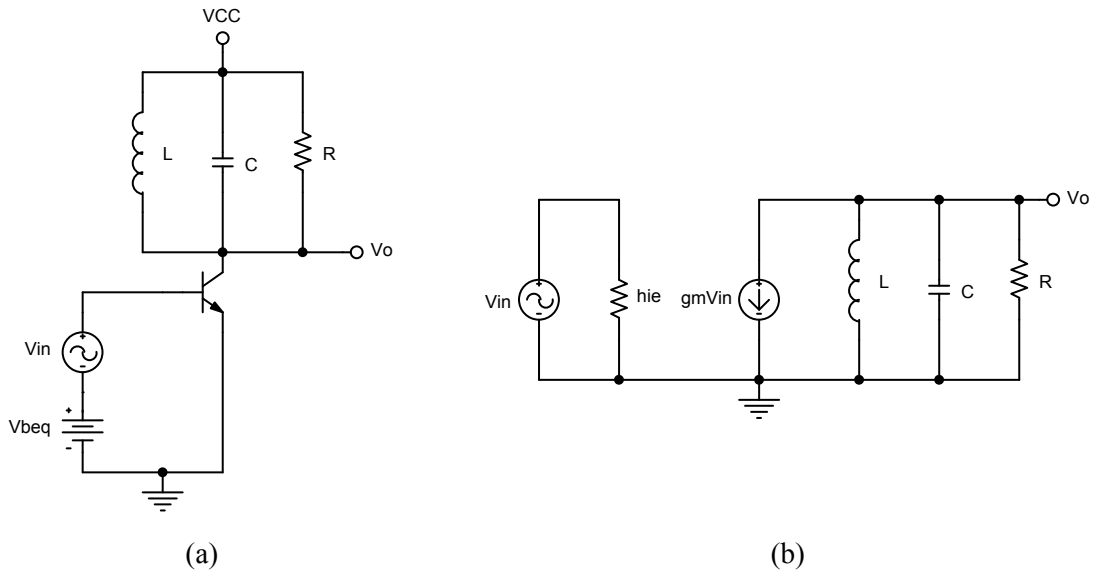 VCC
L
C
R
Vo
Vin
+
-
Vbeq
+
-
(a)
Vin
+
-
hie
gmVin
+
-
L
C
R
Vo
(b)